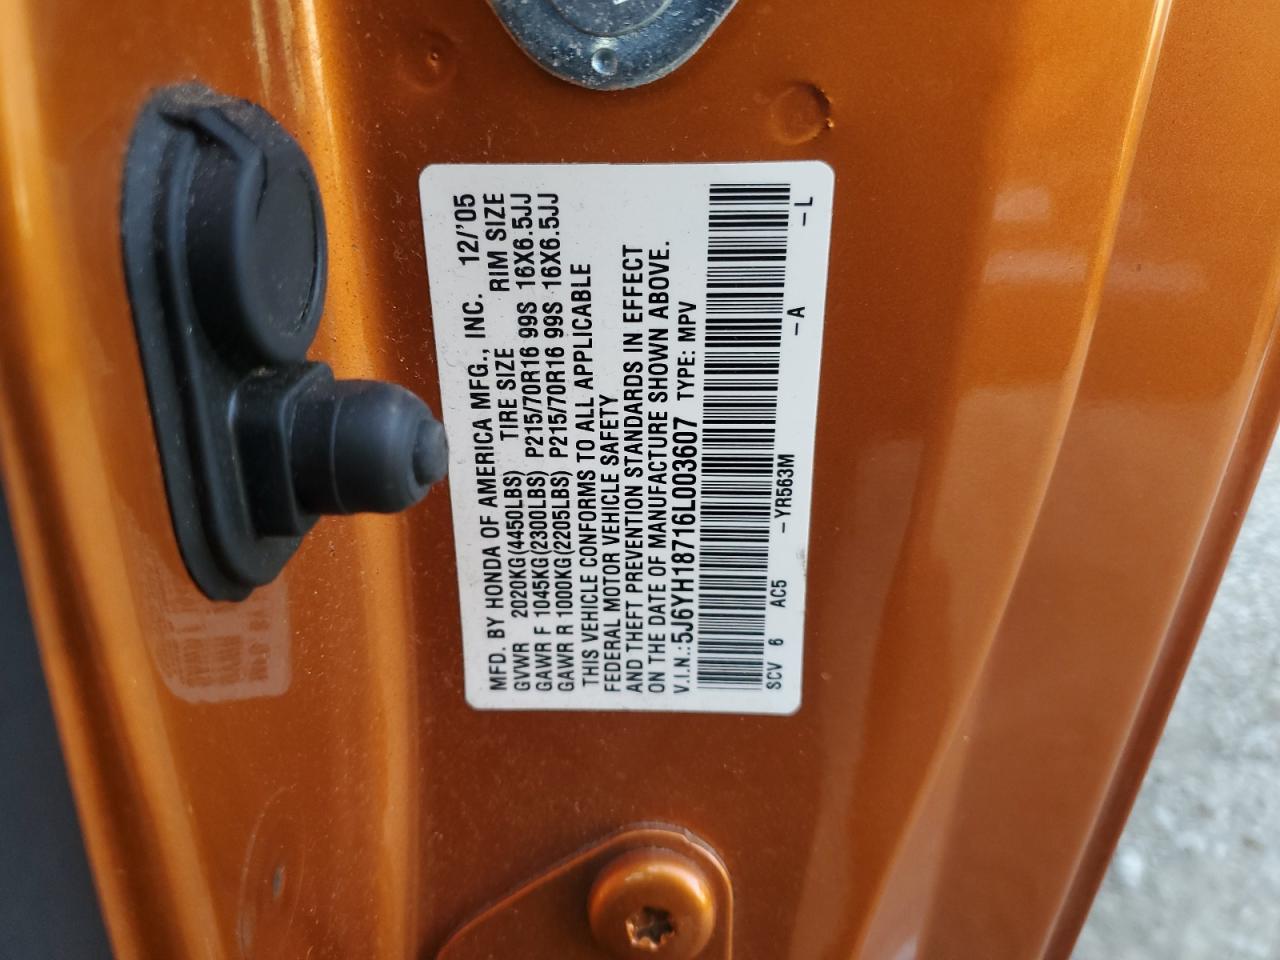 MFD. BY HONDA OF AMERICA MFG., INC. 12/'05
TIRE SIZE RIM SIZE
GVWR 2020KG(4450LBS)
GAWR F 1045KG(2300LBS) P215/70R16 99S 16X6.5JJ
GAWR R 1000KG(2205LBS) P215/70R16 99S 16X6.5JJ
THIS VEHICLE CONFORMS TO ALL APPLICABLE
FEDERAL MOTOR VEHICLE SAFETY
AND THEFT PREVENTION STANDARDS IN EFFECT
ON THE DATE OF MANUFACTURE SHOWN ABOVE.
V.I.N.:5J6YH18716L003607 TYPE: MPV
SCV 6 AC5 -YR563M -A -L